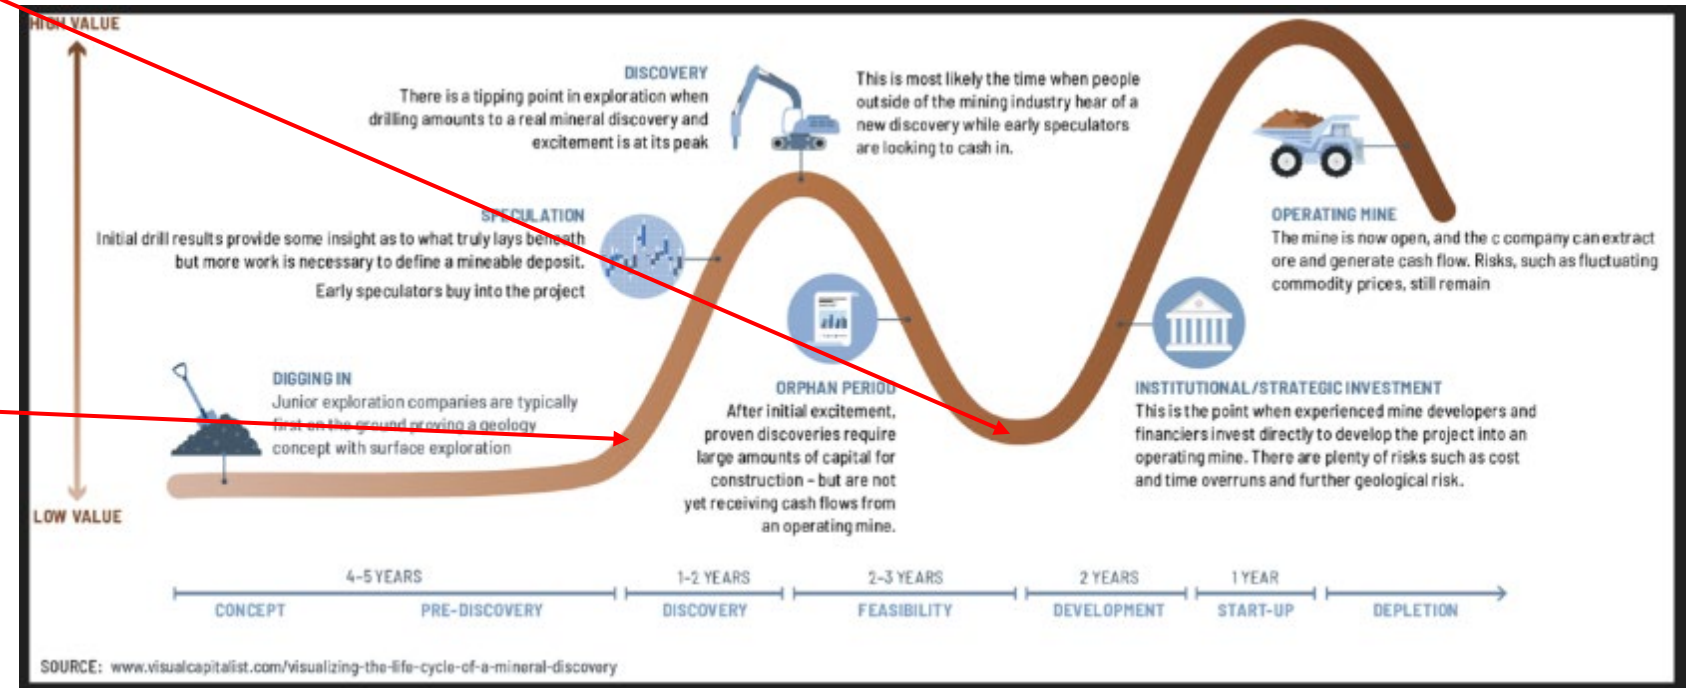 HIGH VALUE
DISCOVERY
There is a tipping point in exploration when
drilling amounts to a real mineral discovery and
excitement is at its peak
This is most likely the time when people
outside of the mining industry hear of a
new discovery while early speculators
are looking to cash in.
SPECULATION
Initial drill results provide some insight as to what truly lays beneath
but more work is necessary to define a mineable deposit.
Early speculators buy into the project
OPERATING MINE
The mine is now open, and the c company can extract
ore and generate cash flow. Risks, such as fluctuating
commodity prices, still remain
DIGGING IN
Junior exploration companies are typically
first on the ground proving a geology
concept with surface exploration
ORPHAN PERIOD
After initial excitement,
proven discoveries require
large amounts of capital for
construction - but are not
yet receiving cash flows from
an operating mine.
INSTITUTIONAL/STRATEGIC INVESTMENT
This is the point when experienced mine developers and
financiers invest directly to develop the project into an
operating mine. There are plenty of risks such as cost
and time overruns and further geological risk.
LOW VALUE
4-5 YEARS
1-2 YEARS
2-3 YEARS
2 YEARS
1 YEAR
CONCEPT
PRE-DISCOVERY
DISCOVERY
FEASIBILITY
DEVELOPMENT
START-UP
DEPLETION
SOURCE: www.visualcapitalist.com/visualizing-the-life-cycle-of-a-mineral-discovery